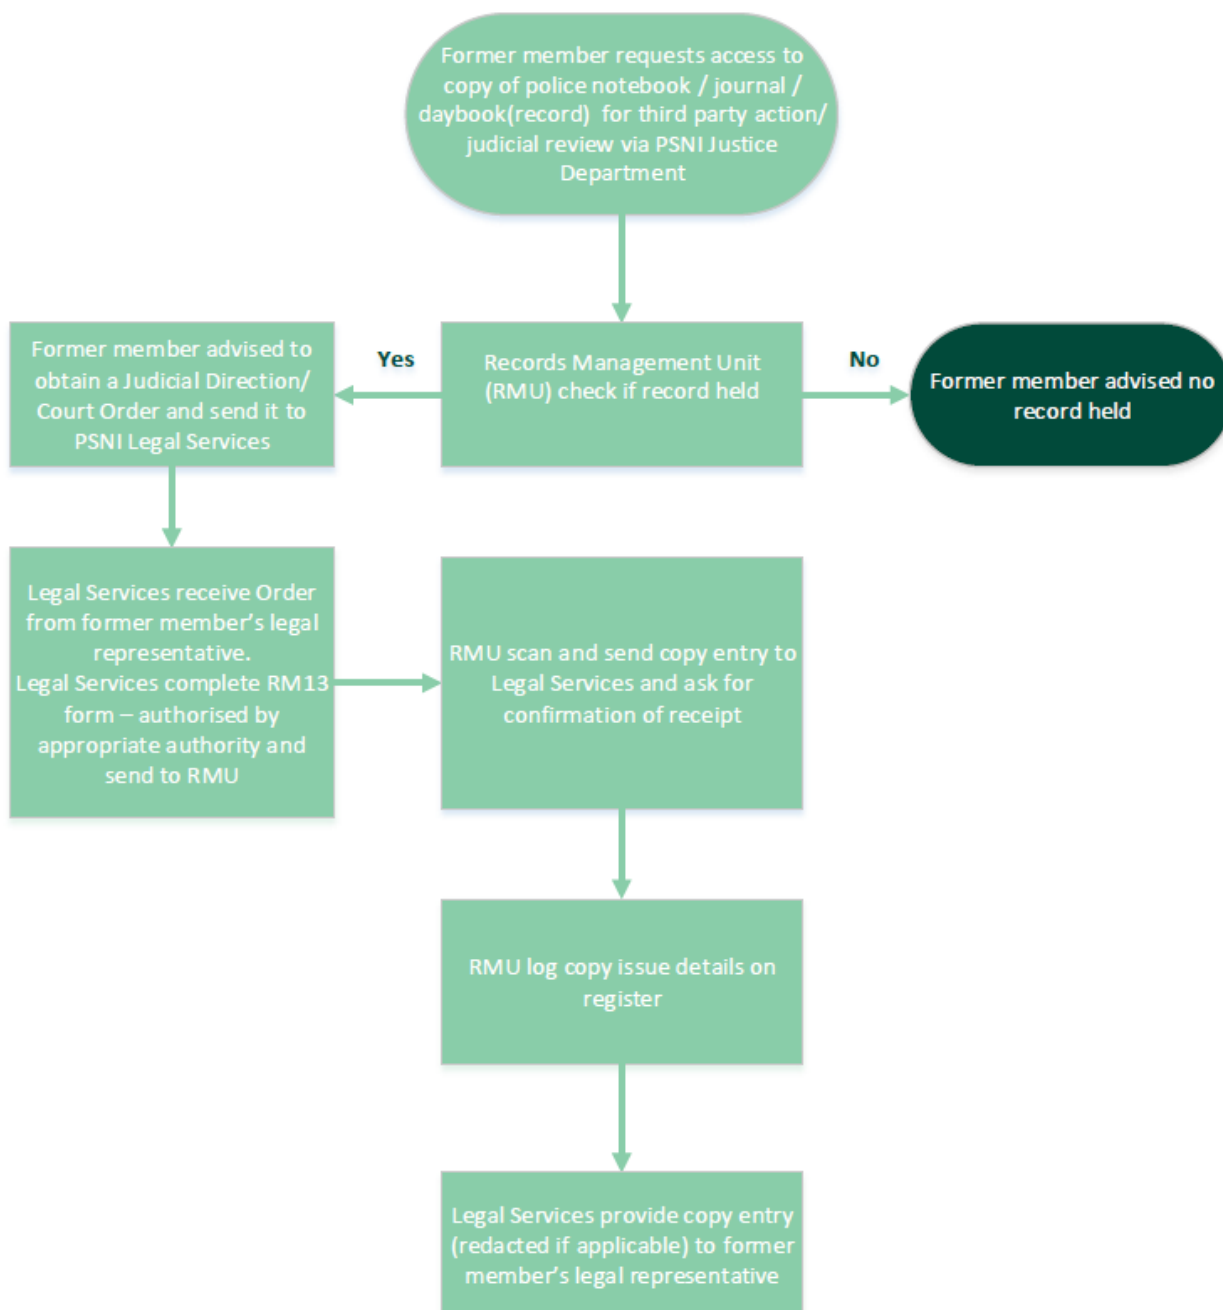 Former member requests access to
copy of police notebook / journal /
daybook(record)  for third party action/
judicial review via PSNI Justice
Department
Former member advised to
obtain a Judicial Direction/
Court Order and send it to
PSNI Legal Services
Yes
Records Management Unit
(RMU) check if record held
No
Former member advised no
record held
Legal Services receive Order
from former member’s legal
representative.
Legal Services complete RM13
form – authorised by
appropriate authority and
send to RMU
RMU scan and send copy entry to
Legal Services and ask for
confirmation of receipt
RMU log copy issue details on
register
Legal Services provide copy entry
(redacted if applicable) to former
member’s legal representative